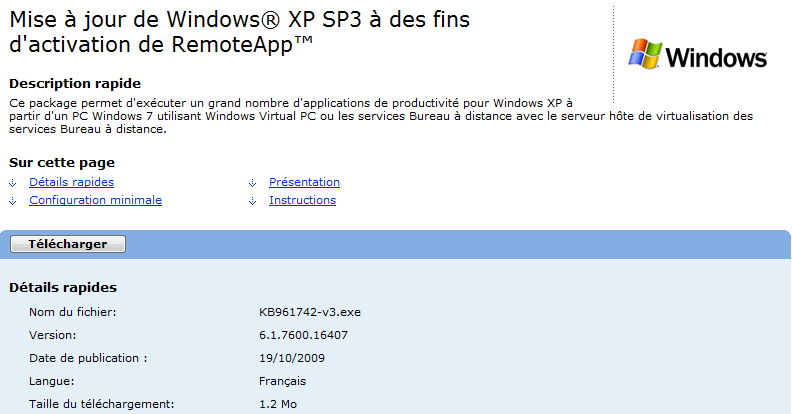 Mise à jour de Windows® XP SP3 à des fins
d'activation de RemoteApp™
Windows
Description rapide
Ce package permet d'exécuter un grand nombre d'applications de productivité pour Windows XP à
partir d'un PC Windows 7 utilisant Windows Virtual PC ou les services Bureau à distance avec le serveur hôte de virtualisation des
services Bureau à distance.
Sur cette page
Détails rapides
Présentation
Configuration minimale
Instructions
Télécharger
Détails rapides
Nom du fichier: KB961742-v3.exe
Version: 6.1.7600.16407
Date de publication : 19/10/2009
Langue: Français
Taille du téléchargement: 1.2 Mo